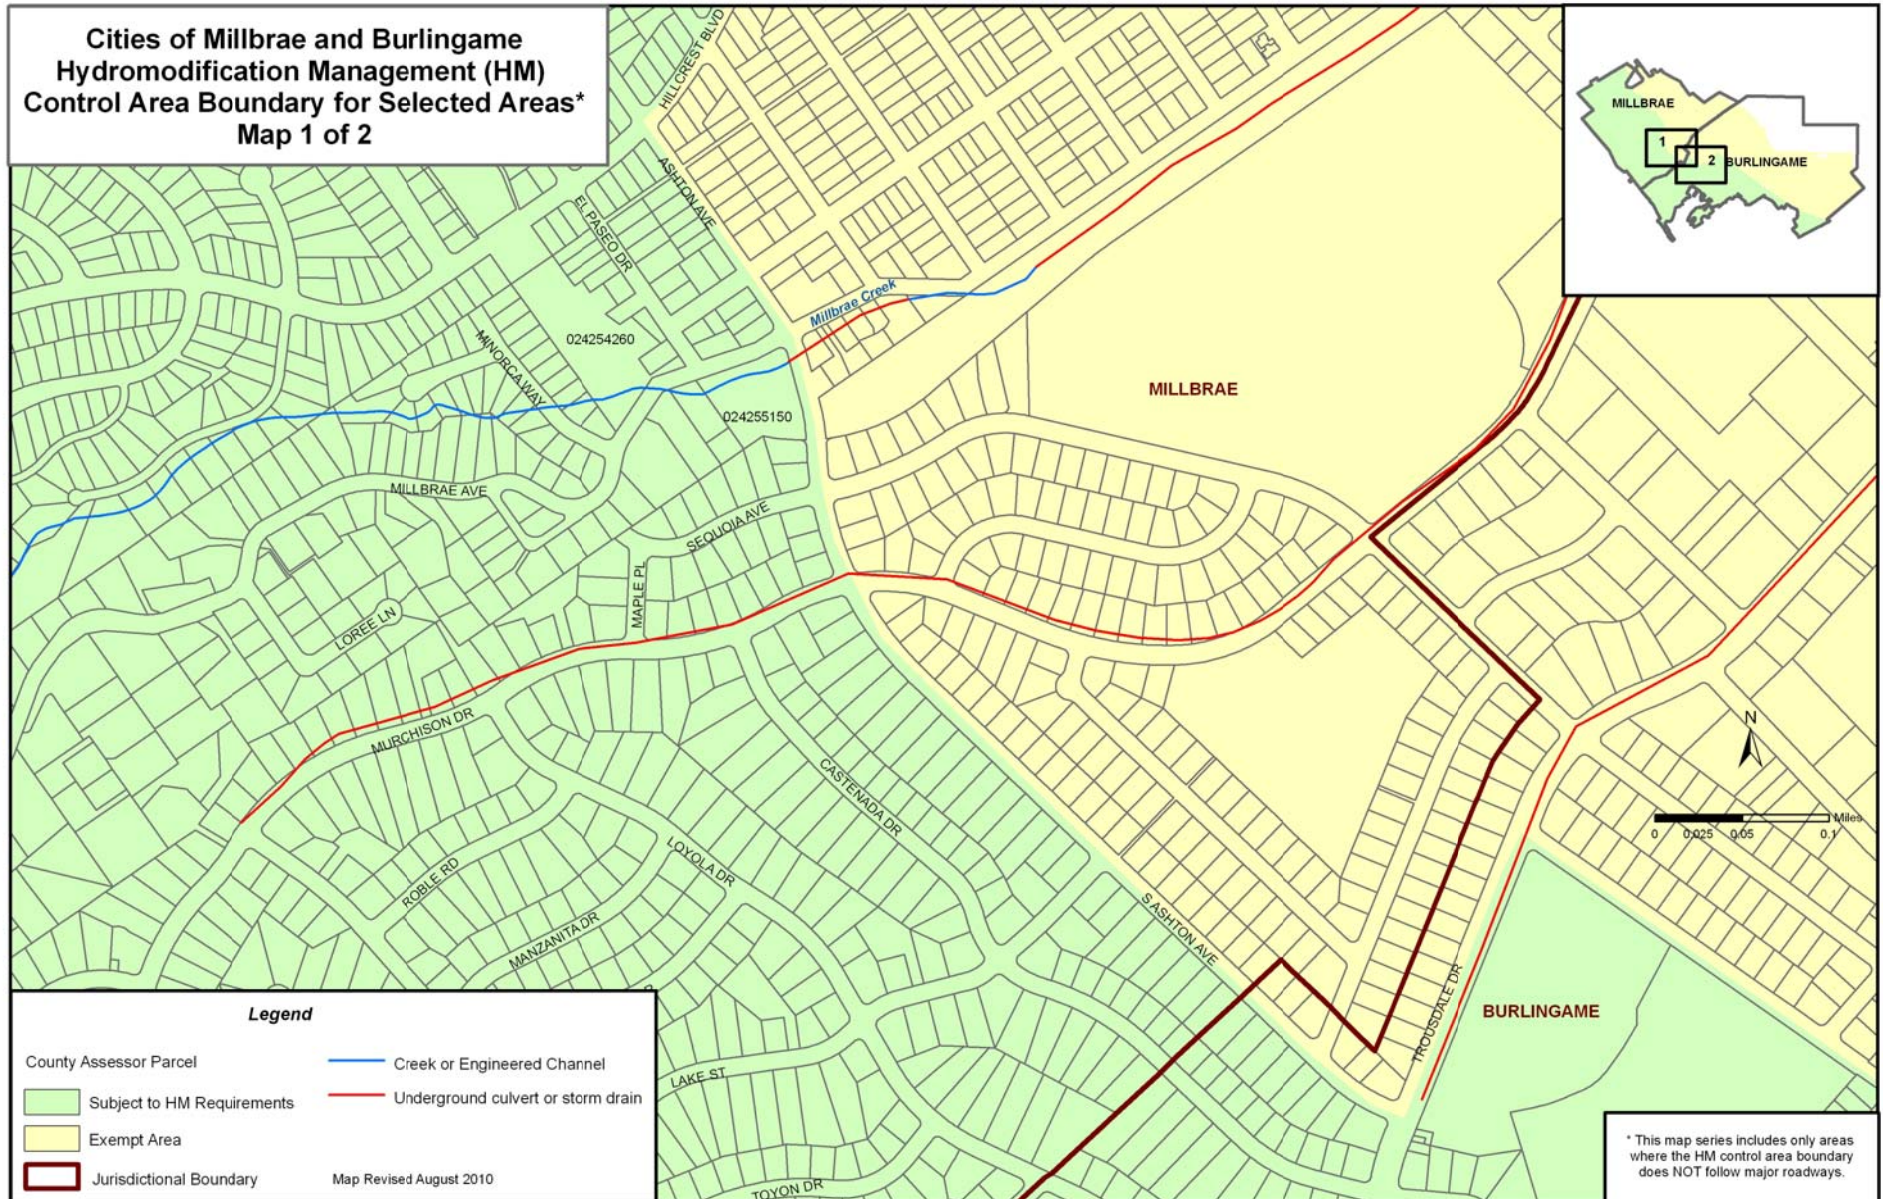 Cities of Millbrae and Burlingame
Hydromodification Management (HM)
Control Area Boundary for Selected Areas*
Map 1 of 2
HILLCREST BLVD
ASHTON AVE
EL PASEO DR
Millbrae Creek
024254260
MINORCA WAY
024255150
MILLBRAE
MILLBRAE AVE
SEQUOIA AVE
MAPLE PL
LOREE LN
MURCHISON DR
CASTENADA DR
LOYOLA DR
ROBLE RD
MANZANITA DR
S ASHTON AVE
TROUSDALE DR
BURLINGAME
LAKE ST
TOYON DR
MILLBRAE
1
2
BURLINGAME
N
Miles
0 0.025 0.05 0.1
Legend
County Assessor Parcel
Subject to HM Requirements
Exempt Area
Jurisdictional Boundary
Creek or Engineered Channel
Underground culvert or storm drain
Map Revised August 2010
* This map series includes only areas
where the HM control area boundary
does NOT follow major roadways.